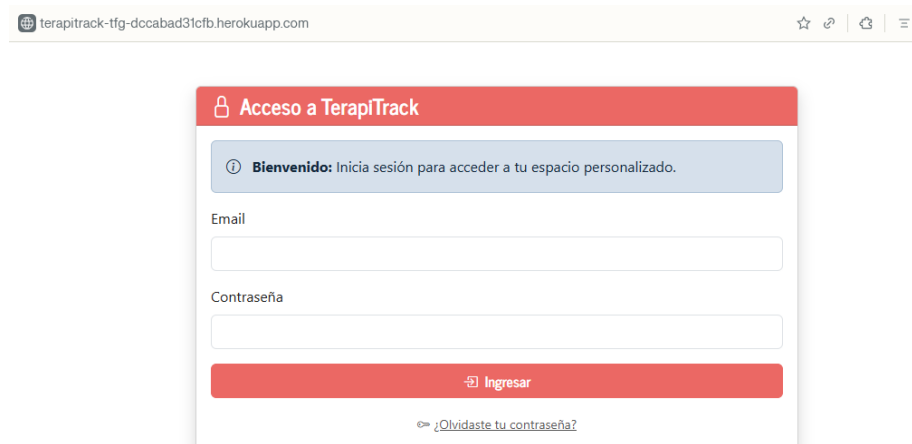 terapitrack-tfg-dccabad31cfb.herokuapp.com
Acceso a TerapiTrack
Bienvenido: Inicia sesión para acceder a tu espacio personalizado.
Email
Contraseña
Ingresar
¿Olvidaste tu contraseña?